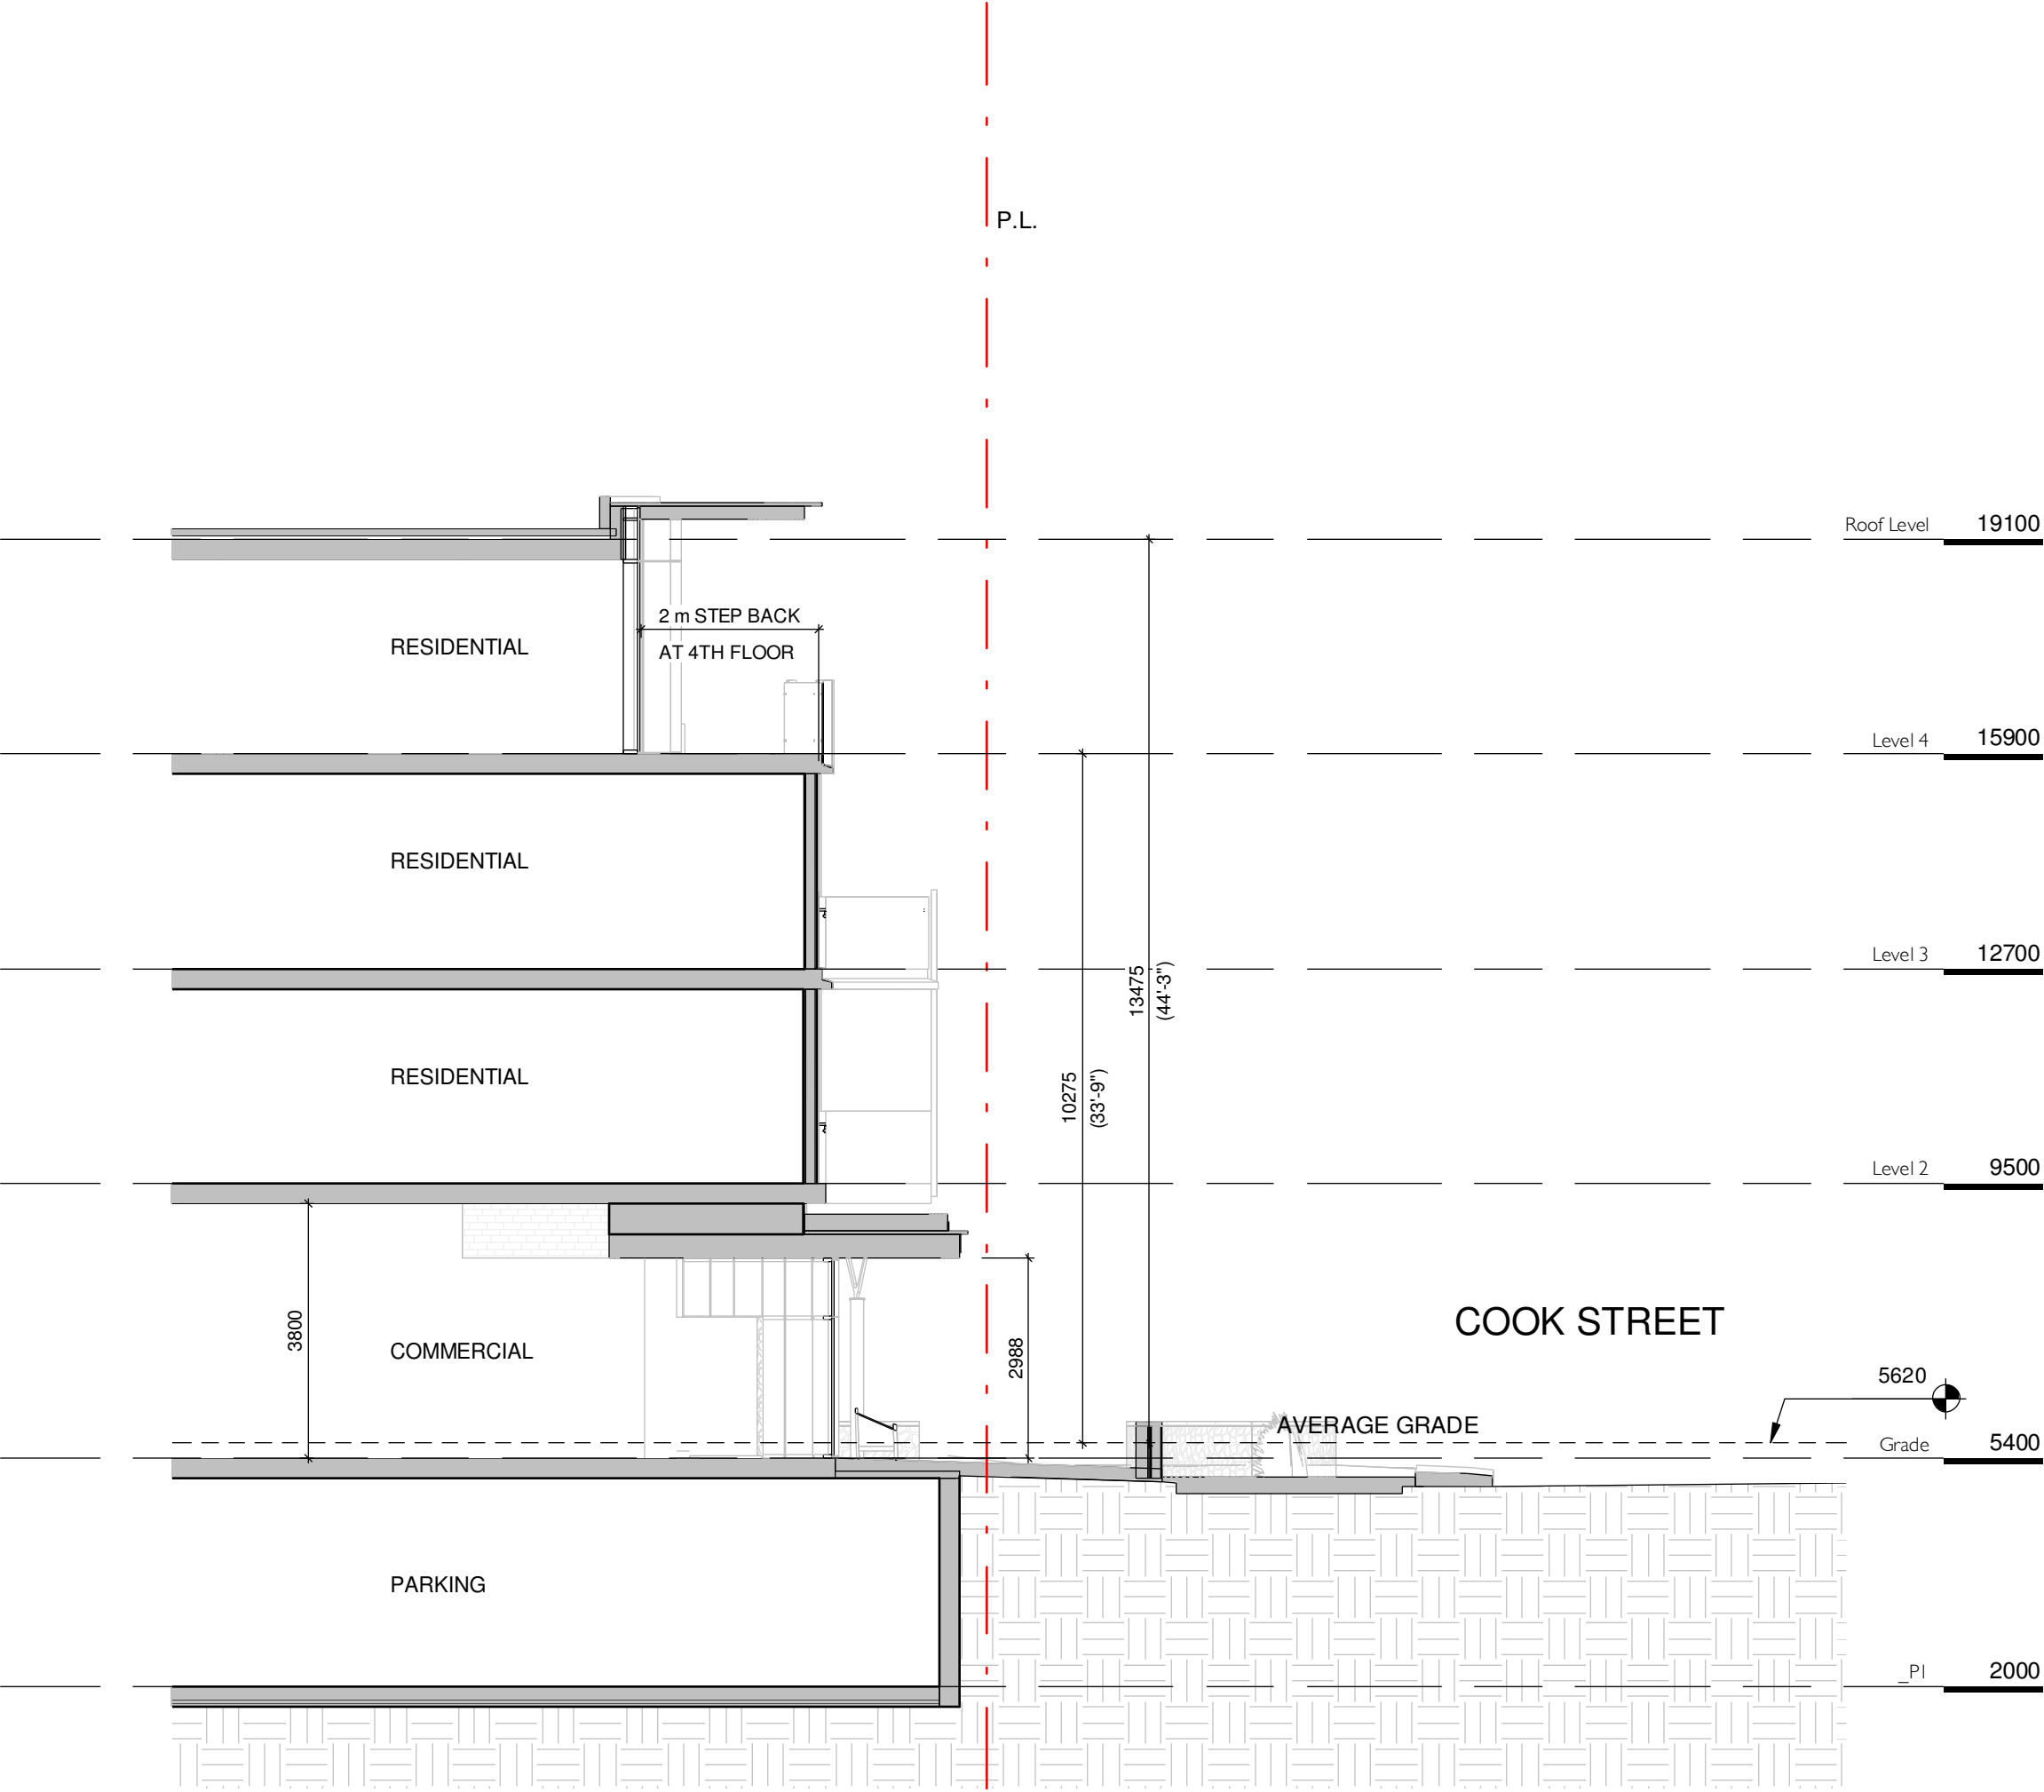 P.L.
Roof Level 19100
2 m STEP BACK
AT 4TH FLOOR
RESIDENTIAL
Level 4 15900
RESIDENTIAL
Level 3 12700
13475
(44'-3")
10275
(33'-9")
RESIDENTIAL
Level 2 9500
3800
COMMERCIAL
2988
COOK STREET
5620
AVERAGE GRADE
Grade 5400
PARKING
_P1 2000